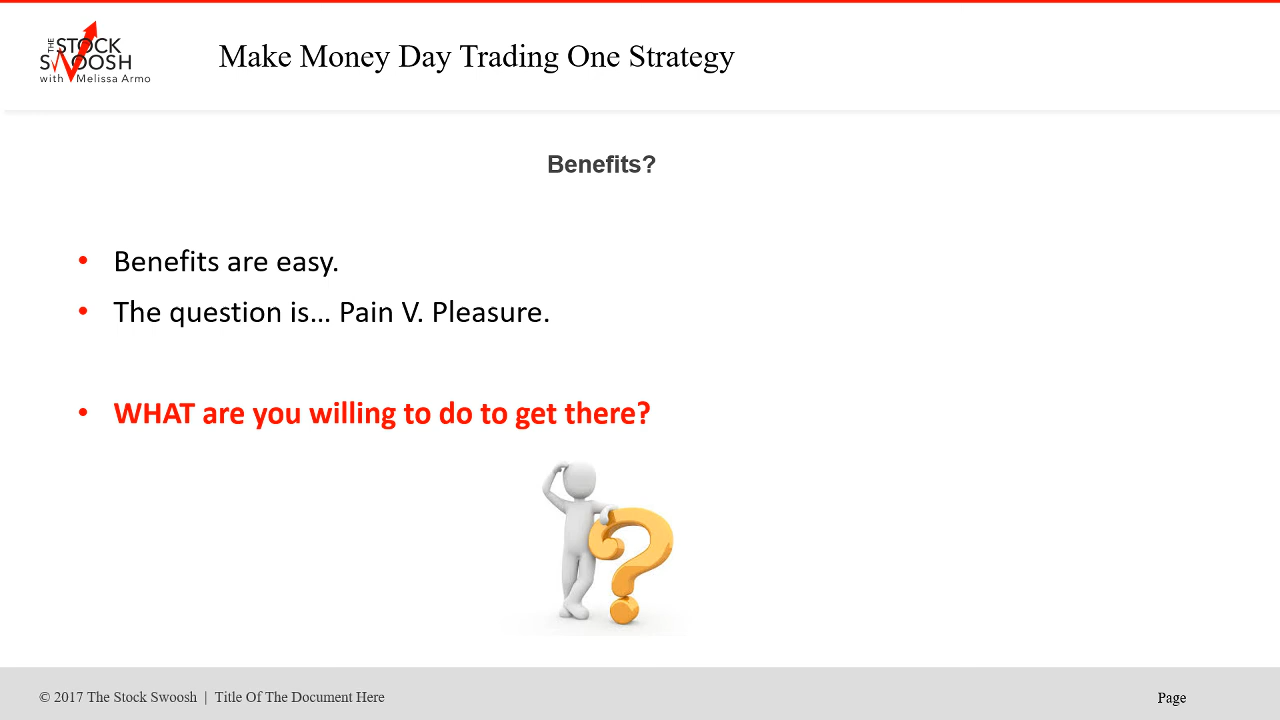 THE STOCK
SWOOSH
with Melissa Armo
Make Money Day Trading One Strategy
Benefits?
• Benefits are easy.
• The question is... Pain V. Pleasure.
• WHAT are you willing to do to get there?
© 2017 The Stock Swoosh | Title Of The Document Here
Page